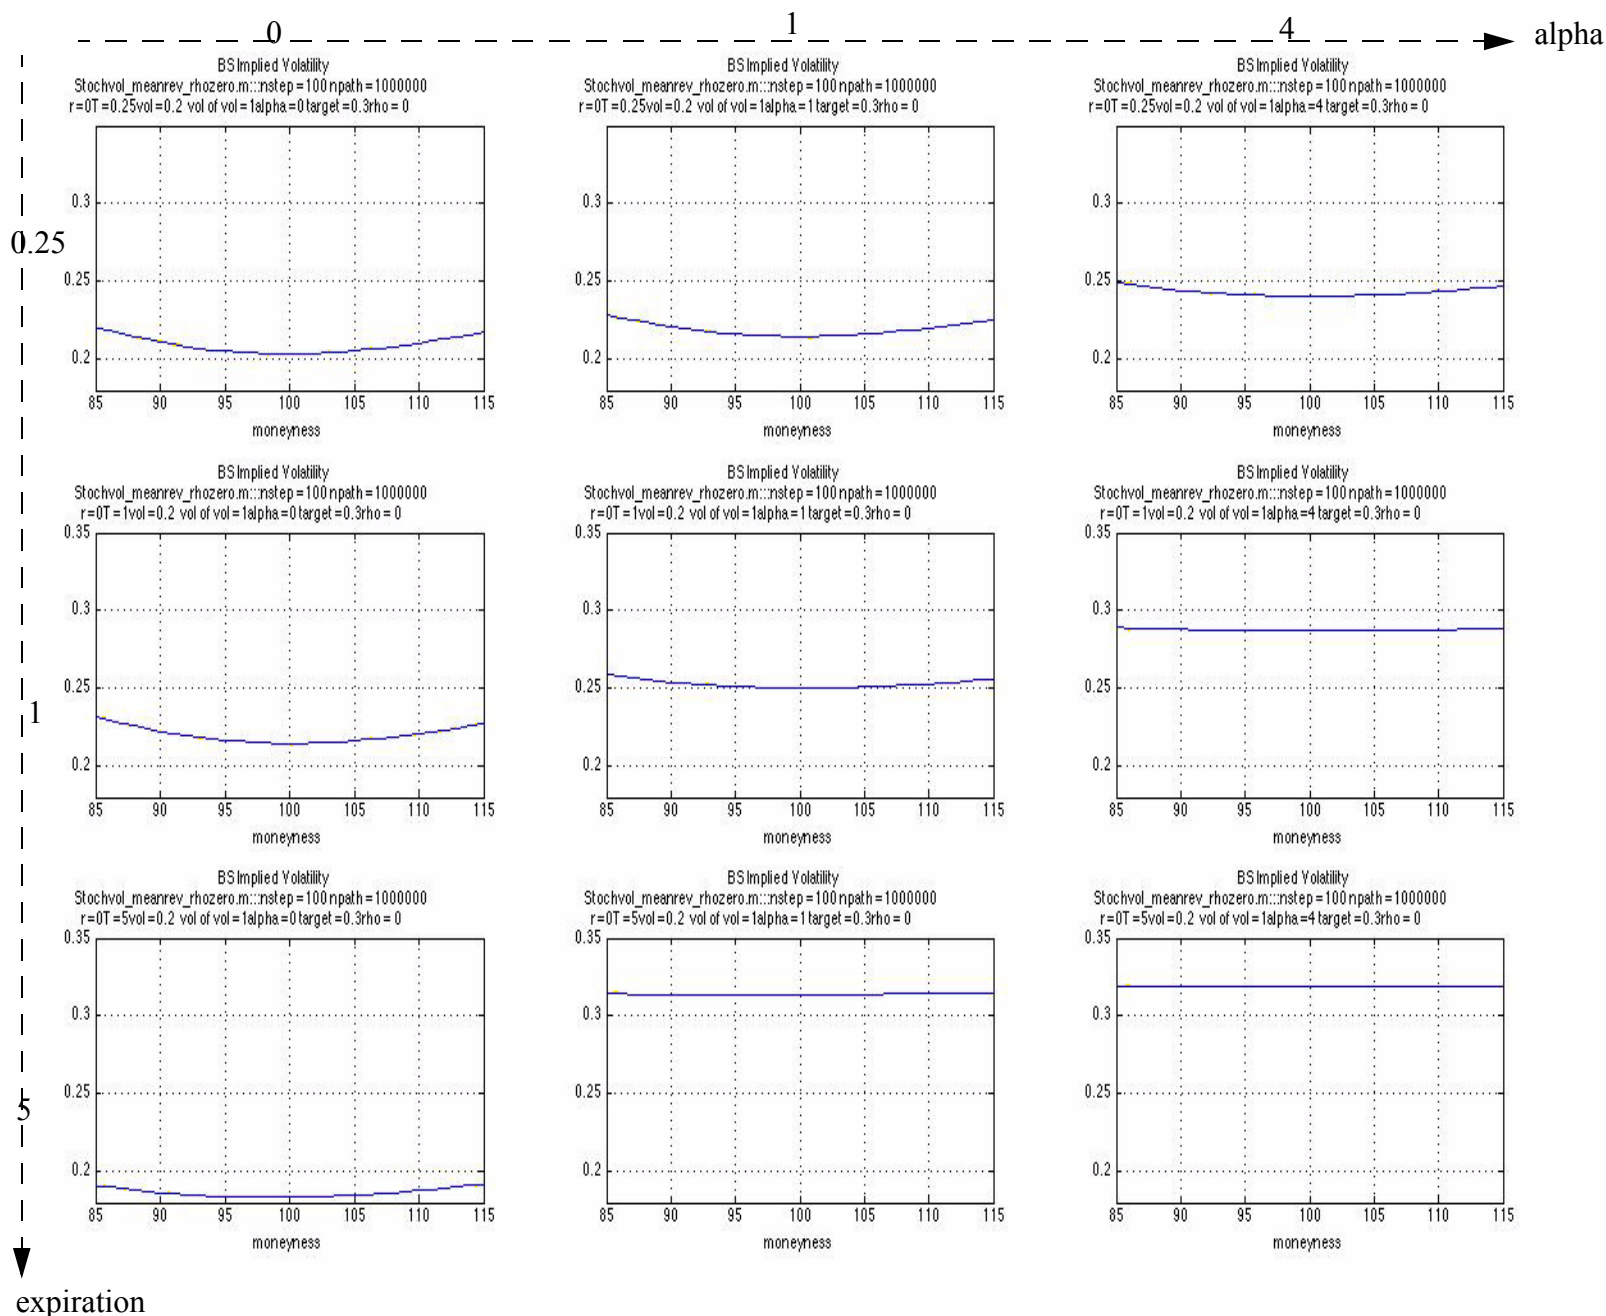 0 1 4 alpha
BS Implied Volatility BS Implied Volatility BS Implied Volatility
Stochvol_meanrev_rhozero.m:::nstep=100 npath=1000000 Stochvol_meanrev_rhozero.m:::nstep=100 npath=1000000 Stochvol_meanrev_rhozero.m:::nstep=100 npath=1000000
r=0T=0.25vol=0.2 vol of vol=1alpha=0 target=0.3rho=0 r=0T=0.25vol=0.2 vol of vol=1alpha=1 target=0.3rho=0 r=0T=0.25vol=0.2 vol of vol=1alpha=4 target=0.3rho=0
0.3 0.3 0.3
0.25
0.25 0.25 0.25
0.2 0.2 0.2
85 90 95 100 105 110 115 85 90 95 100 105 110 115 85 90 95 100 105 110 115
moneyness moneyness moneyness
BS Implied Volatility BS Implied Volatility BS Implied Volatility
Stochvol_meanrev_rhozero.m:::nstep=100 npath=1000000 Stochvol_meanrev_rhozero.m:::nstep=100 npath=1000000 Stochvol_meanrev_rhozero.m:::nstep=100 npath=1000000
r=0T=1vol=0.2 vol of vol=1alpha=0 target=0.3rho=0 r=0T=1vol=0.2 vol of vol=1alpha=1 target=0.3rho=0 r=0T=1vol=0.2 vol of vol=1alpha=4 target=0.3rho=0
0.35 0.35 0.35
0.3 0.3 0.3
0.25 0.25 0.25
1
0.2 0.2 0.2
85 90 95 100 105 110 115 85 90 95 100 105 110 115 85 90 95 100 105 110 115
moneyness moneyness moneyness
BS Implied Volatility BS Implied Volatility BS Implied Volatility
Stochvol_meanrev_rhozero.m:::nstep=100 npath=1000000 Stochvol_meanrev_rhozero.m:::nstep=100 npath=1000000 Stochvol_meanrev_rhozero.m:::nstep=100 npath=1000000
r=0T=5vol=0.2 vol of vol=1alpha=0 target=0.3rho=0 r=0T=5vol=0.2 vol of vol=1alpha=1 target=0.3rho=0 r=0T=5vol=0.2 vol of vol=1alpha=4 target=0.3rho=0
0.35 0.35 0.35
0.3 0.3 0.3
0.25 0.25 0.25
5
0.2 0.2 0.2
85 90 95 100 105 110 115 85 90 95 100 105 110 115 85 90 95 100 105 110 115
moneyness moneyness moneyness
expiration